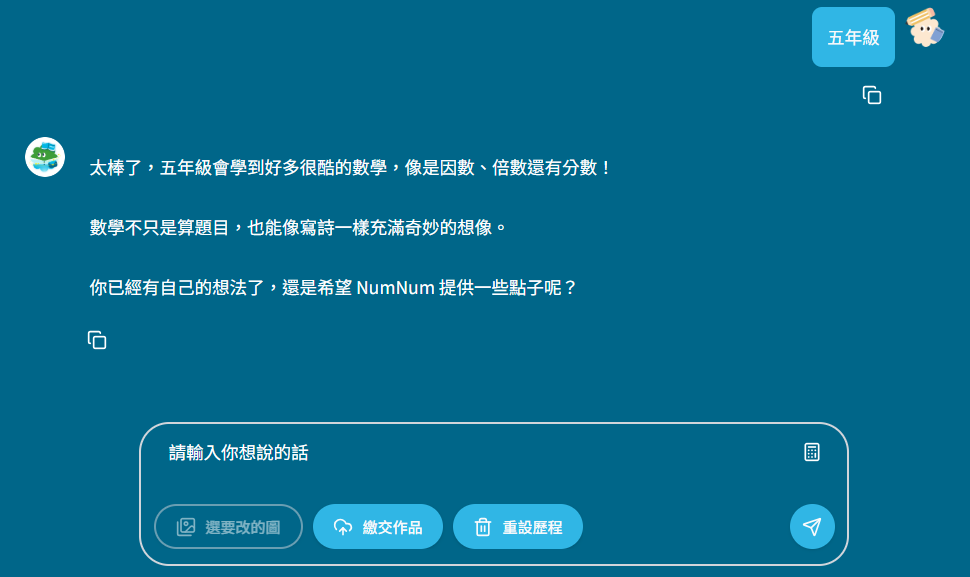 五年級
太棒了，五年級會學到好多很酷的數學，像是因數、倍數還有分數！
數學不只是算題目，也能像寫詩一樣充滿奇妙的想像。
你已經有自己的想法了，還是希望 NumNum 提供一些點子呢？
請輸入你想說的話
選要改的圖
繳交作品
重設歷程